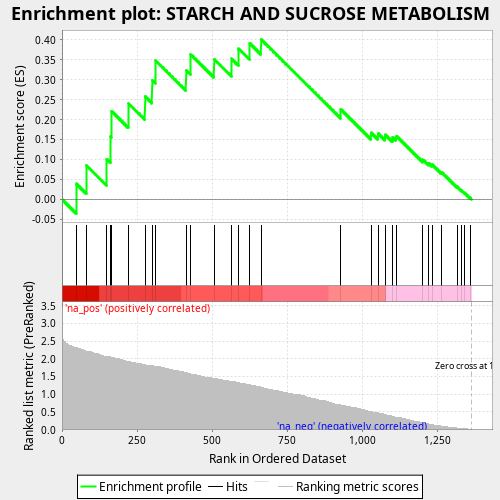 Enrichment plot: STARCH AND SUCROSE METABOLISM
Enrichment score (ES)
0.40
0.35
0.30
0.25
0.20
0.15
0.10
0.05
0.00
-0.05
'na_pos' (positively correlated)
Ranked list metric (PreRanked)
3.5
3.0
2.5
2.0
1.5
1.0
0.5
0.0
Zero cross at 1
'na_neg' (negatively correlated)
0
250
500
750
1,000
1,250
Rank in Ordered Dataset
Enrichment profile
Hits
Ranking metric scores